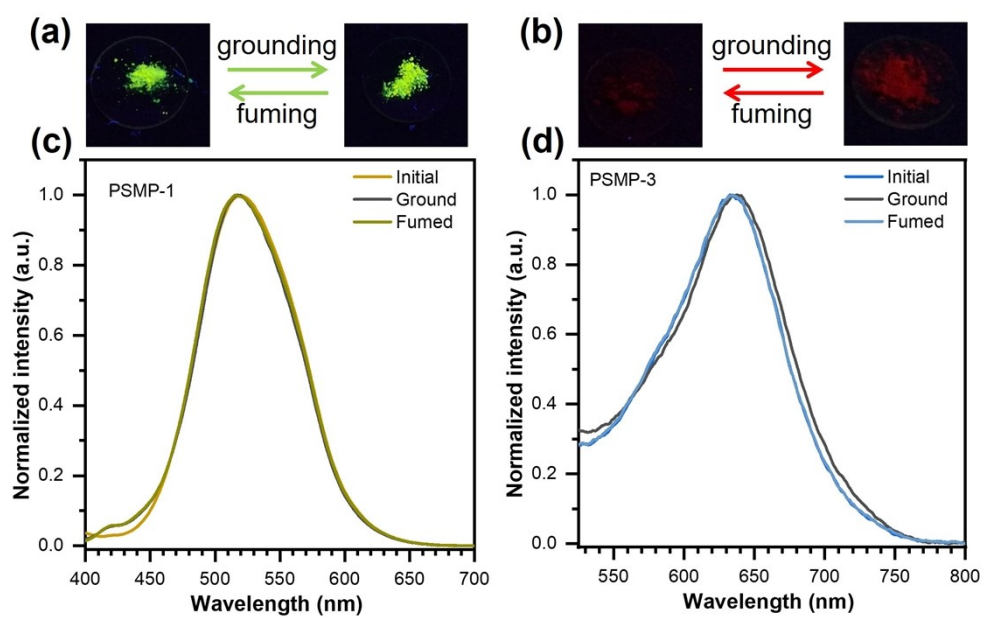 (a)
grounding
fuming
(b)
grounding
fuming
(c)
PSMP-1
Initial
Ground
Fumed
Normalized intensity (a.u.)
1.0
0.8
0.6
0.4
0.2
0.0
400 450 500 550 600 650 700
Wavelength (nm)
(d)
PSMP-3
Initial
Ground
Fumed
Normalized intensity (a.u.)
1.0
0.8
0.6
0.4
0.2
0.0
550 600 650 700 750 800
Wavelength (nm)